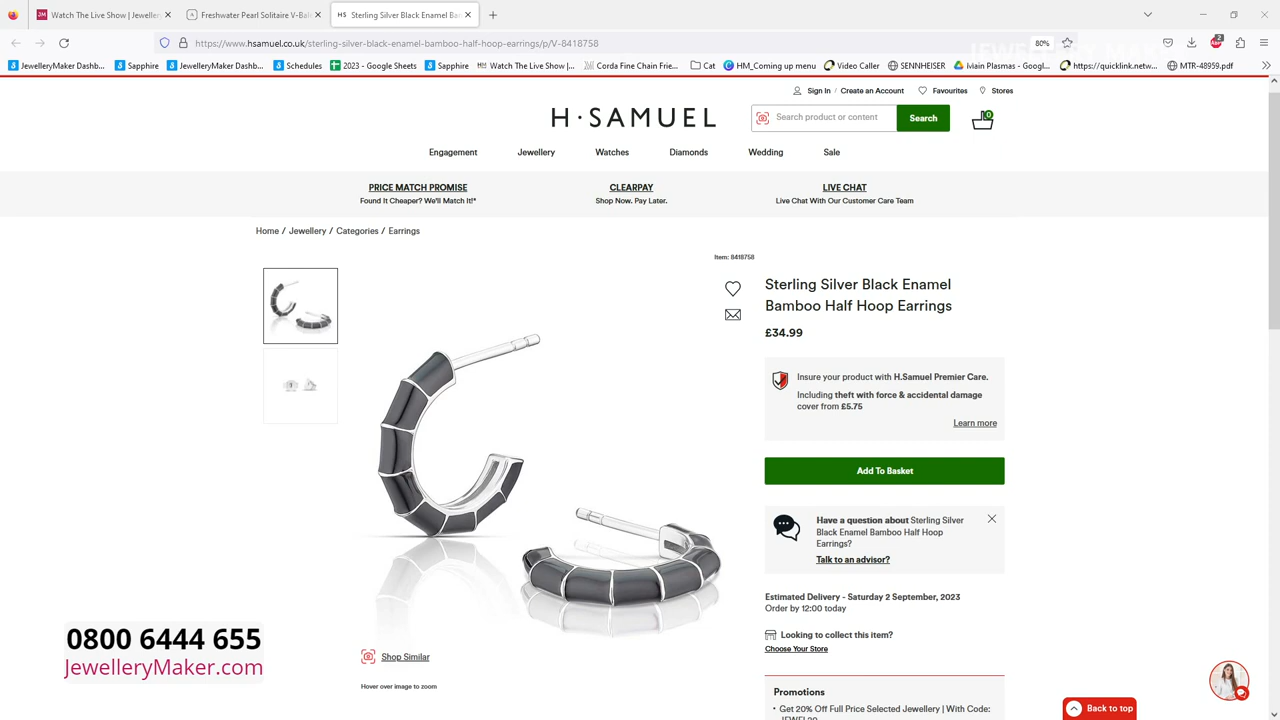 Watch The Live Show | Jewellery
Freshwater Pearl Solitaire V-Bal
HS
Sterling Silver Black Enamel Ba
https://www.hsamuel.co.uk/sterling-silver-black-enamel-bamboo-half-hoop-earrings/p/V-8418758
80%
2
JewelleryMaker Dashb...
Sapphire
JewelleryMaker Dashb...
Schedules
2023 - Google Sheets
Sapphire
Watch The Live Show |...
Corda Fine Chain Frie...
Cat
HM_Coming up menu
Video Caller
SENNHEISER
Main Plasmas - Googl...
https://quicklink.netw...
MTR-48959.pdf
Sign In / Create an Account
Favourites
Stores
H·SAMUEL
Search product or content
Search
0
Engagement
Jewellery
Watches
Diamonds
Wedding
Sale
PRICE MATCH PROMISE
Found It Cheaper? We'll Match It!*
CLEARPAY
Shop Now. Pay Later.
LIVE CHAT
Live Chat With Our Customer Care Team
Home / Jewellery / Categories / Earrings
Item: 8418758
Sterling Silver Black Enamel
Bamboo Half Hoop Earrings
£34.99
Insure your product with H.Samuel Premier Care.
Including theft with force & accidental damage
cover from £5.75
Learn more
Add To Basket
Have a question about Sterling Silver
Black Enamel Bamboo Half Hoop
Earrings?
Talk to an advisor?
Estimated Delivery - Saturday 2 September, 2023
Order by 12:00 today
Looking to collect this item?
Choose Your Store
0800 6444 655
JewelleryMaker.com
Shop Similar
Hover over image to zoom
Promotions
• Get 20% Off Full Price Selected Jewellery | With Code:
Back to top